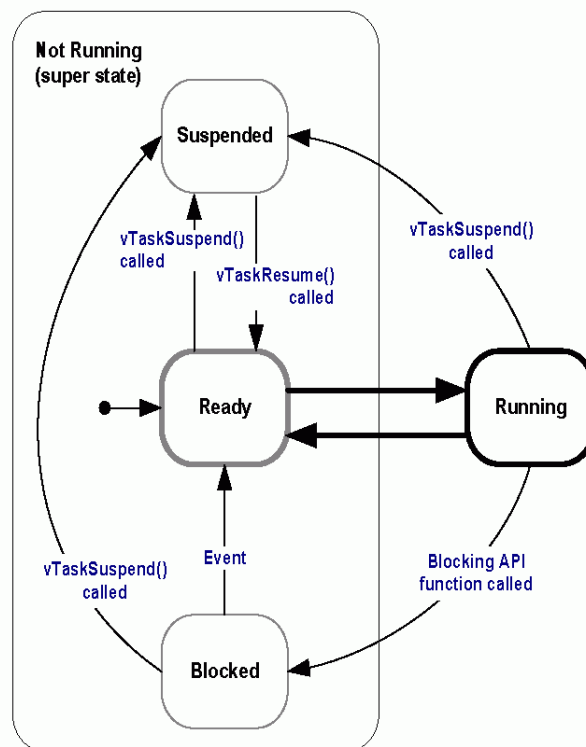 Not Running
(super state)
Suspended
vTaskSuspend()
called
vTaskResume()
called
vTaskSuspend()
called
Ready
Running
Event
vTaskSuspend()
called
Blocking API
function called
Blocked